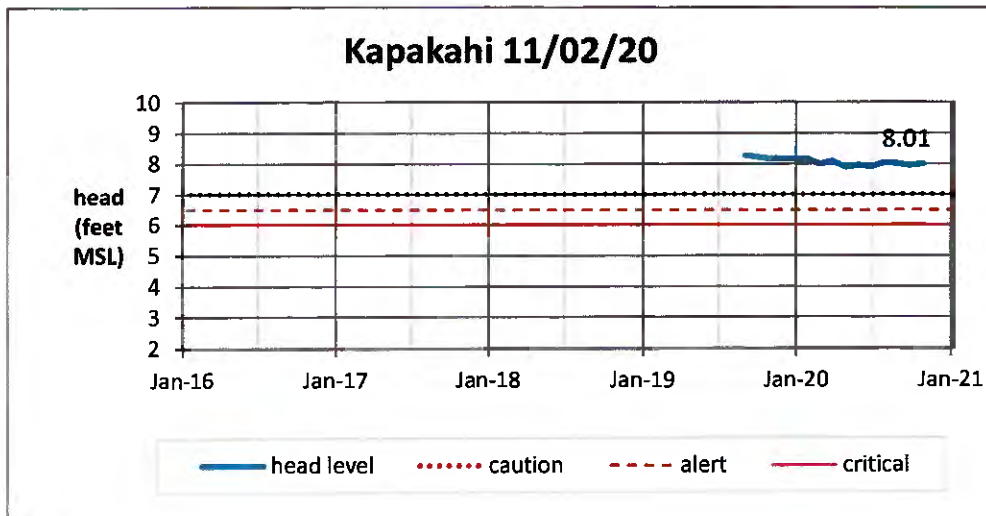 Kapakahi 11/02/20
10
9
8.01
8
7
head
(feet
MSL)
6
5
4
3
2
Jan-16 Jan-17 Jan-18 Jan-19 Jan-20 Jan-21
head level caution alert critical